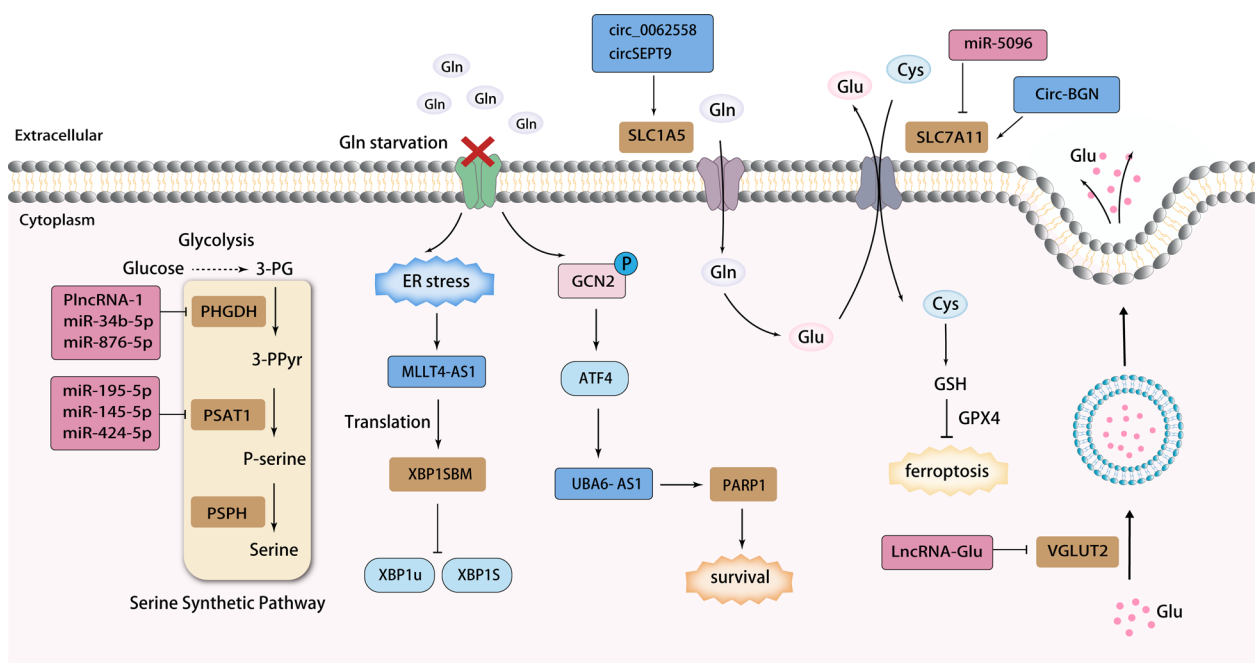 circ_0062558
circSEPT9
miR-5096
Gln
Gln
Gln
Gln
Gln
Glu
Cys
Circ-BGN
Extracellular
Gln starvation
SLC1A5
SLC7A11
Glu
Cytoplasm
Glycolysis
Glucose
3-PG
PlncRNA-1
miR-34b-5p
miR-876-5p
PHGDH
3-PPyr
miR-195-5p
miR-145-5p
miR-424-5p
PSAT1
P-serine
PSPH
Serine
Serine Synthetic Pathway
ER stress
MLLT4-AS1
Translation
XBP1SBM
XBP1u
XBP1S
P
GCN2
ATF4
UBA6- AS1
PARP1
survival
Gln
Glu
Cys
GSH
GPX4
ferroptosis
LncRNA-Glu
VGLUT2
Glu